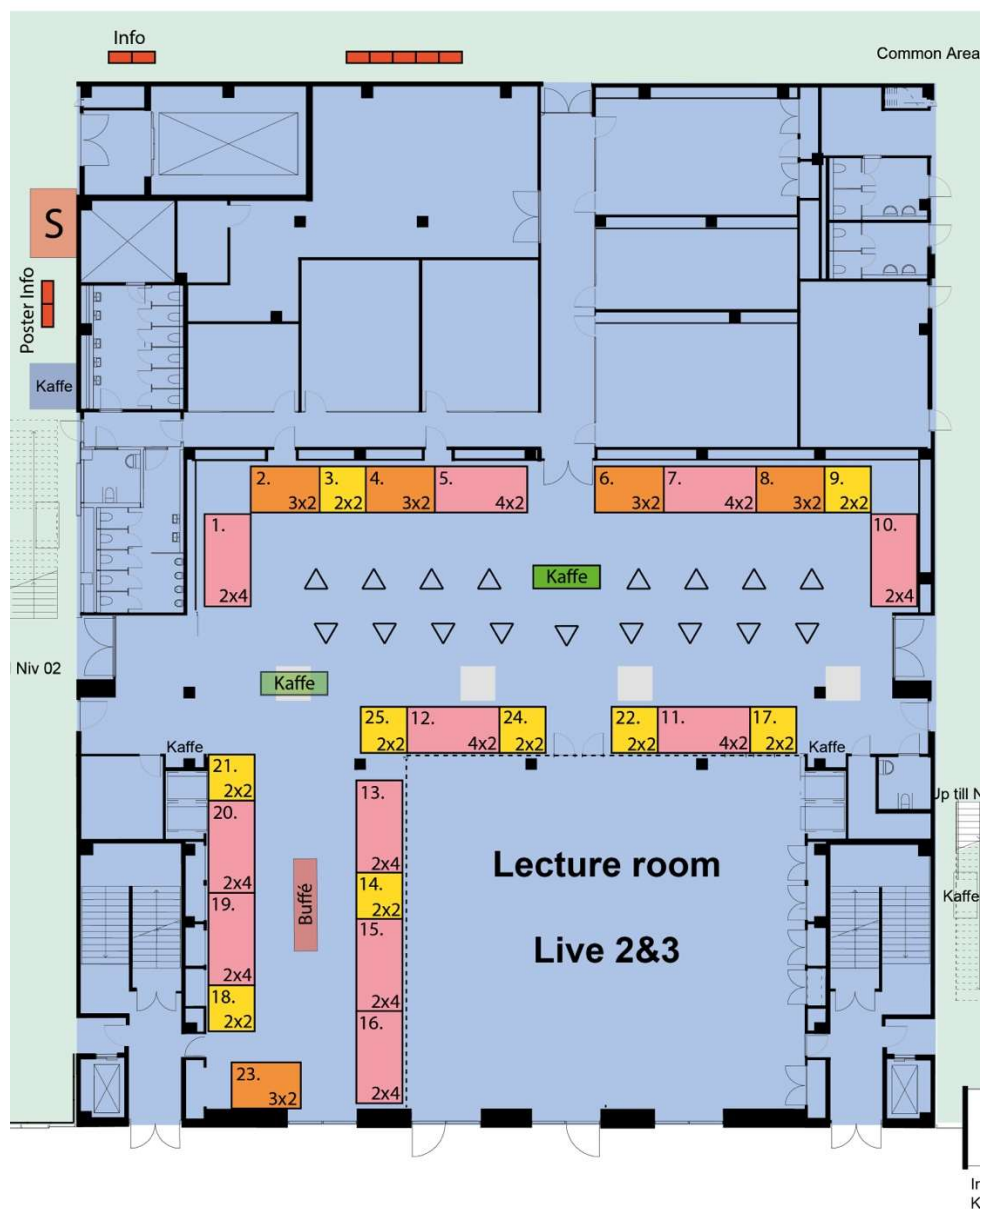 Info
Common Area
S
Poster Info
Kaffe
2.
3x2
3.
2x2
4.
3x2
5.
4x2
6.
3x2
7.
4x2
8.
3x2
9.
2x2
1.
2x4
10.
2x4
Kaffe
Niv 02
Kaffe
25.
2x2
12.
4x2
24.
2x2
22.
2x2
11.
4x2
17.
2x2
Kaffe
Kaffe
21.
2x2
20.
2x4
19.
2x4
18.
2x2
23.
3x2
Buffé
13.
2x4
14.
2x2
15.
2x4
16.
2x4
Lecture room
Live 2&3
Up till N
Kaffe